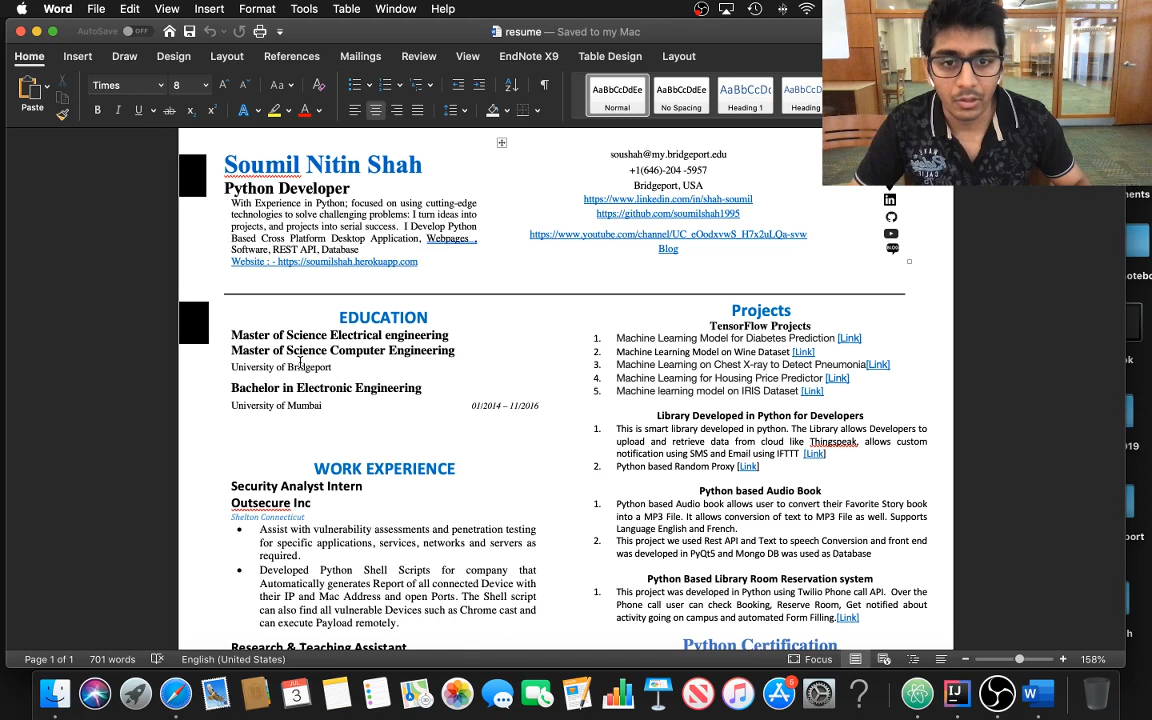 Word File Edit View Insert Format Tools Table Window Help
AutoSave OFF resume — Saved to my Mac
Home Insert Draw Design Layout References Mailings Review View EndNote X9 Table Design Layout
Paste Times 8 Aa
AaBbCcDdEe AaBbCcDdEe AaBbCcDc AaBbCcDdEe
Normal No Spacing Heading 1 Heading
Soumil Nitin Shah
Python Developer
With Experience in Python; focused on using cutting-edge
technologies to solve challenging problems: I turn ideas into
projects, and projects into serial success. I Develop Python
Based Cross Platform Desktop Application, Webpages ,
Software, REST API, Database
Website : - https://soumilshah.herokuapp.com
soushah@my.bridgeport.edu
+1(646)-204 -5957
Bridgeport, USA
https://www.linkedin.com/in/shah-soumil
https://github.com/soumilshah1995
https://www.youtube.com/channel/UC_eOodxvwS_H7x2uLQa-svw
Blog
BLOG
EDUCATION
Master of Science Electrical engineering
Master of Science Computer Engineering
University of Bridgeport
Bachelor in Electronic Engineering
University of Mumbai 01/2014 – 11/2016
WORK EXPERIENCE
Security Analyst Intern
Outsecure Inc
Shelton Connecticut
• Assist with vulnerability assessments and penetration testing
for specific applications, services, networks and servers as
required.
• Developed Python Shell Scripts for company that
Automatically generates Report of all connected Device with
their IP and Mac Address and open Ports. The Shell script
can also find all vulnerable Devices such as Chrome cast and
can execute Payload remotely.
Research & Teaching Assistant
Projects
TensorFlow Projects
1. Machine Learning Model for Diabetes Prediction [Link]
2. Machine Learning Model on Wine Dataset [Link]
3. Machine Learning on Chest X-ray to Detect Pneumonia[Link]
4. Machine Learning for Housing Price Predictor [Link]
5. Machine learning model on IRIS Dataset [Link]
Library Developed in Python for Developers
1. This is smart library developed in python. The Library allows Developers to
upload and retrieve data from cloud like Thingspeak, allows custom
notification using SMS and Email using IFTTT [Link]
2. Python based Random Proxy [Link]
Python based Audio Book
1. Python based Audio book allows user to convert their Favorite Story book
into a MP3 File. It allows conversion of text to MP3 File as well. Supports
Language English and French.
2. This project we used Rest API and Text to speech Conversion and front end
was developed in PyQt5 and Mongo DB was used as Database
Python Based Library Room Reservation system
1. This project was developed in Python using Twilio Phone call API. Over the
Phone call user can check Booking, Reserve Room, Get notified about
activity going on campus and automated Form Filling.[Link]
Python Certification
Page 1 of 1 701 words English (United States) Focus 158%
JUL
3
5